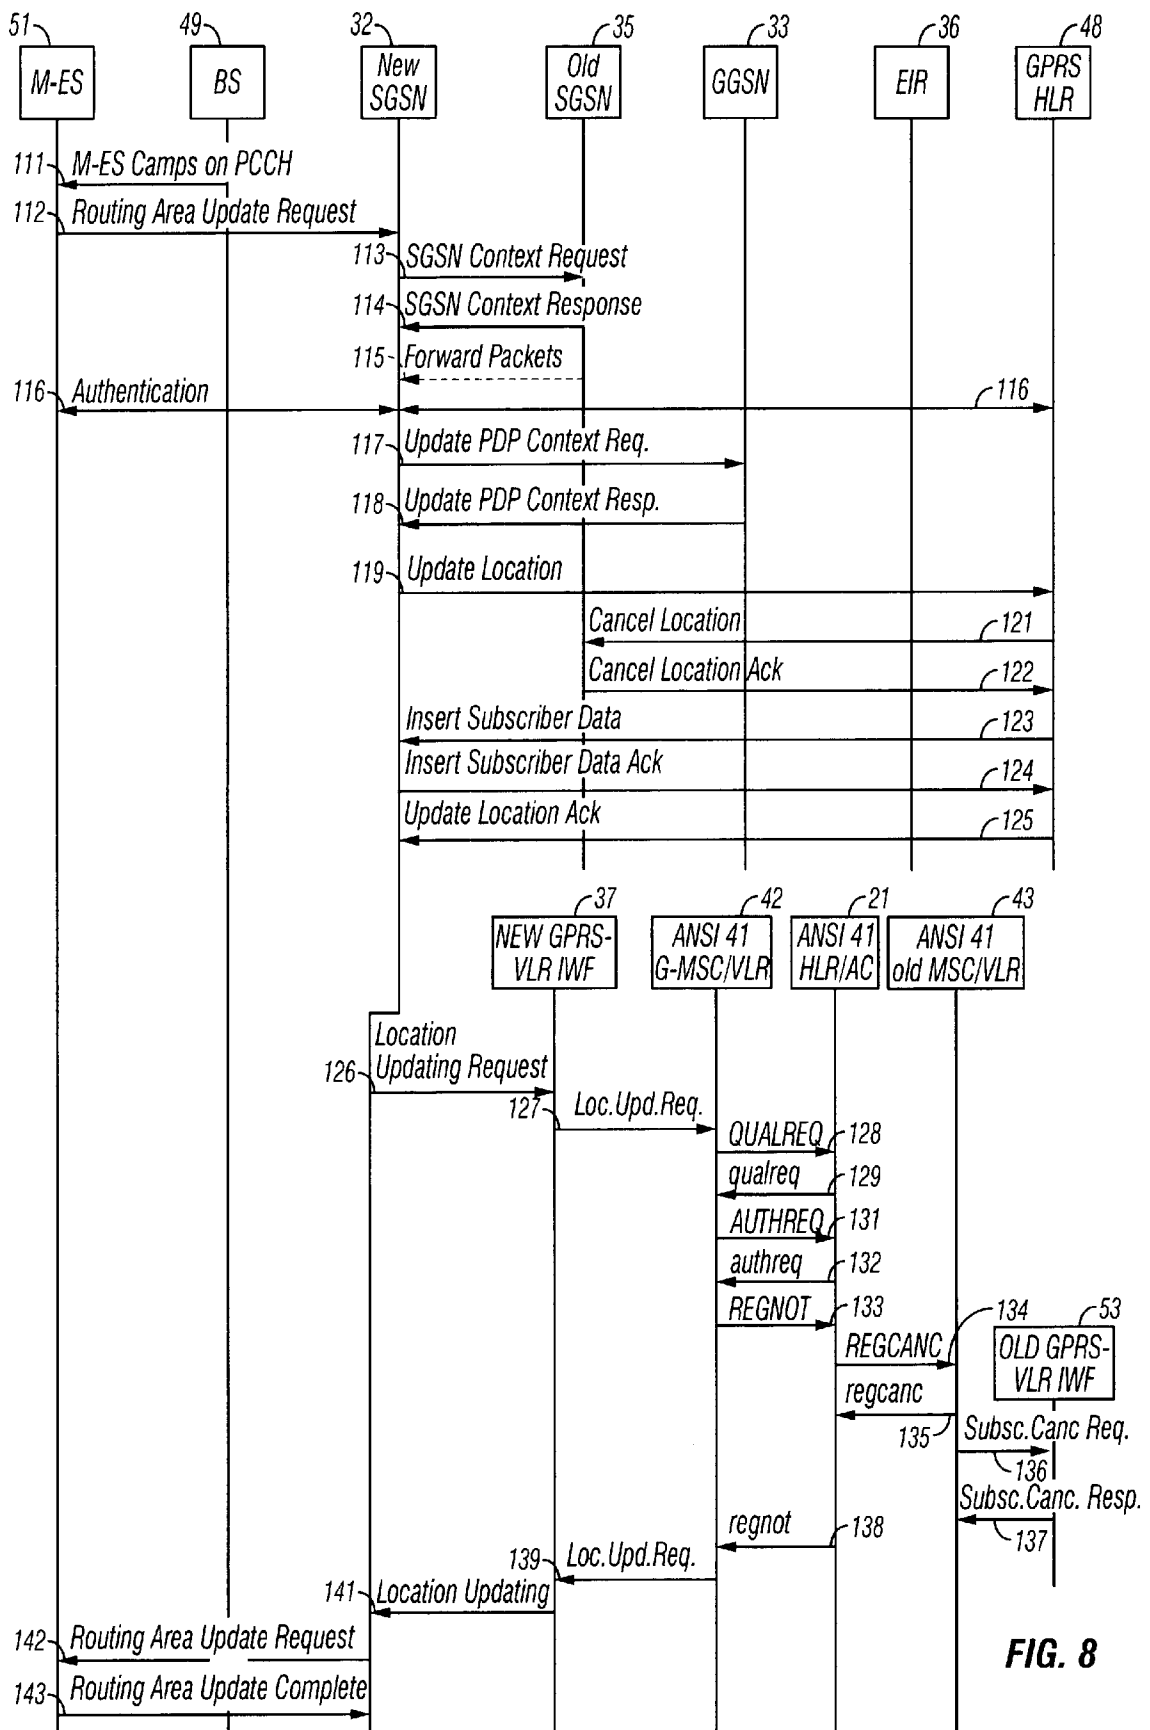 51 49 32 35 33 36 48
M-ES BS New SGSN Old SGSN GGSN EIR GPRS HLR
111 M-ES Camps on PCCH
112 Routing Area Update Request
113 SGSN Context Request
114 SGSN Context Response
115 Forward Packets
116 Authentication 116
117 Update PDP Context Req.
118 Update PDP Context Resp.
119 Update Location
Cancel Location 121
Cancel Location Ack 122
Insert Subscriber Data 123
Insert Subscriber Data Ack 124
Update Location Ack 125
37 42 21 43
NEW GPRS-VLR IWF ANSI 41 G-MSC/VLR ANSI 41 HLR/AC ANSI 41 old MSC/VLR
Location
126 Updating Request
127 Loc.Upd.Req.
QUALREQ 128
qualreq 129
AUTHREQ 131
authreq 132
REGNOT 133
134 53
REGCANC OLD GPRS-VLR IWF
regcanc
135 Subsc.Canc Req.
136
Subsc.Canc. Resp.
137
regnot 138
139 Loc.Upd.Req.
141 Location Updating
142 Routing Area Update Request
143 Routing Area Update Complete
FIG. 8